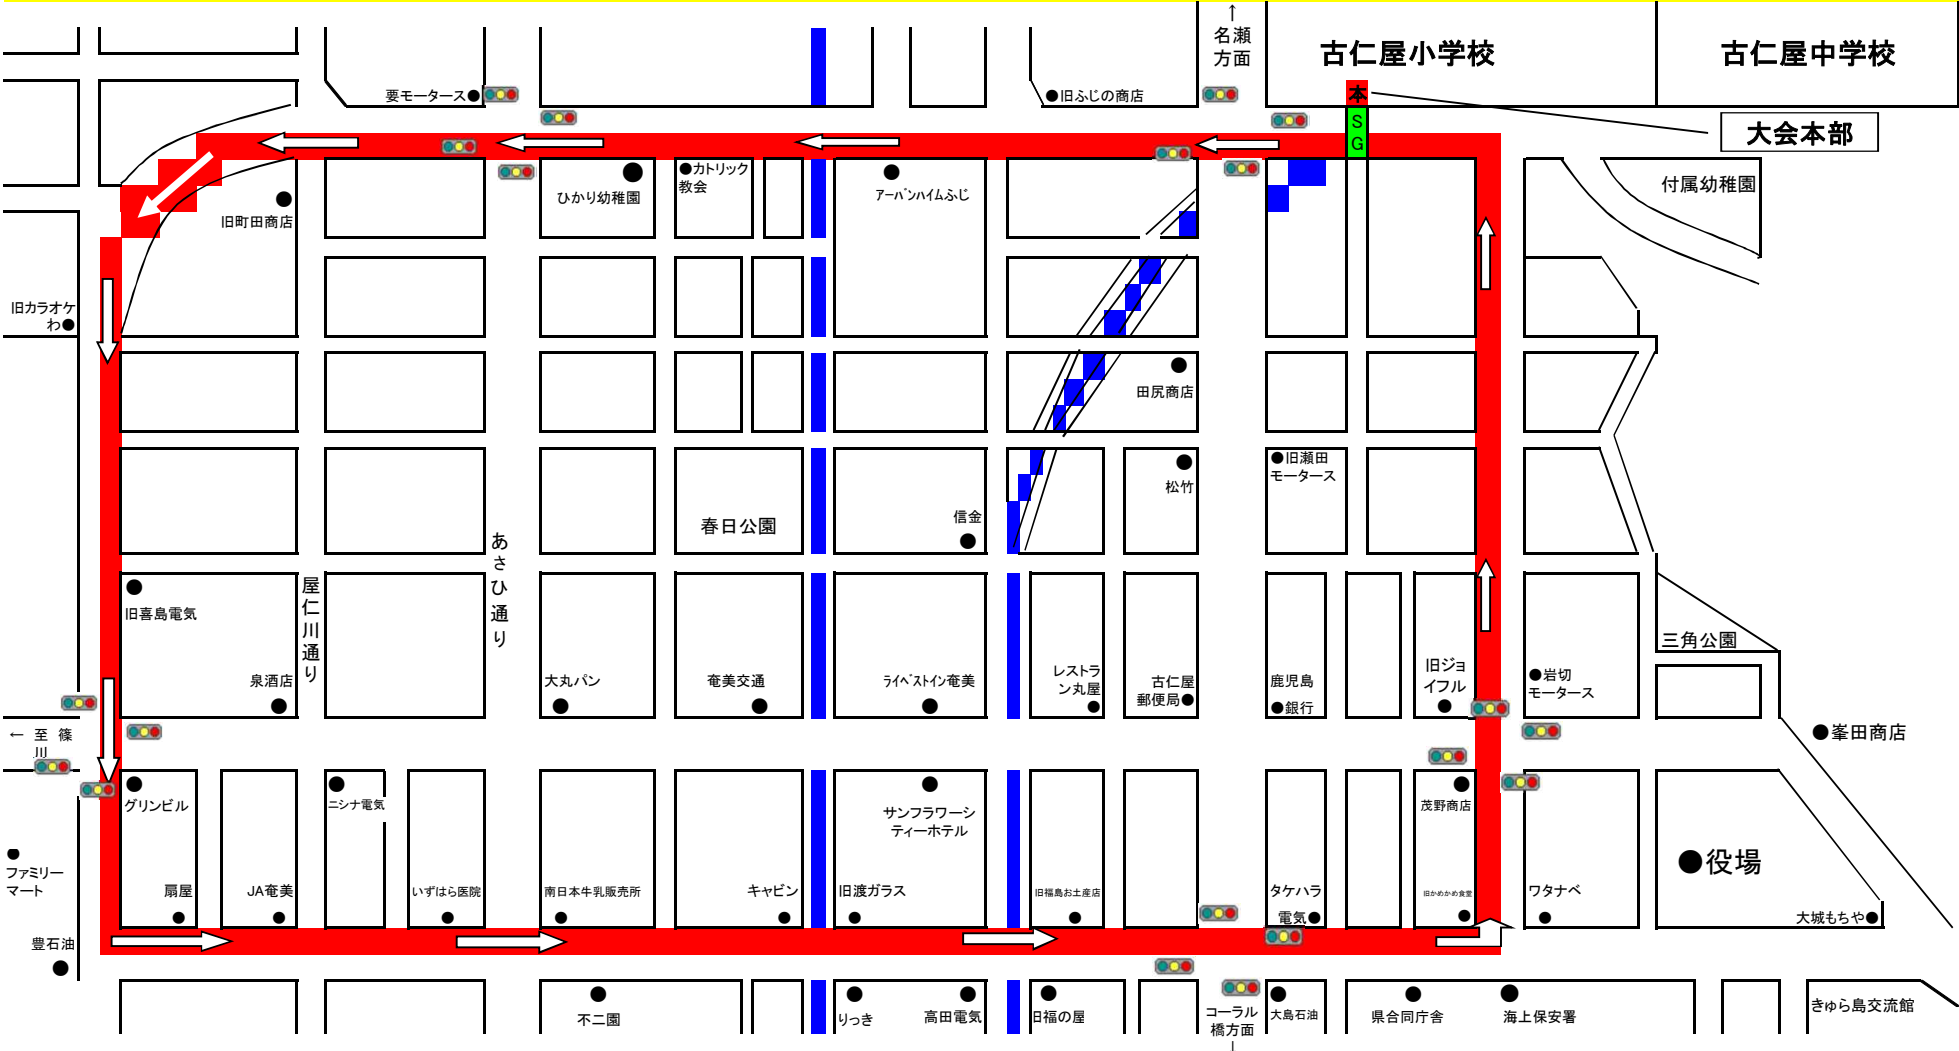 ↑
名瀬
方面
古仁屋小学校
古仁屋中学校
要モータース●
●旧ふじの商店
本
S
G
大会本部
ひかり幼稚園
●カトリック
教会
アーバンハイムふじ
付属幼稚園
旧町田商店
旧カラオケ
わ●
田尻商店
●旧瀬田
モータース
松竹
信金
春日公園
あさひ通り
屋仁川通り
旧喜島電気
三角公園
泉酒店
大丸パン
奄美交通
ライベストイン奄美
レストラ
ン丸屋
古仁屋
郵便局●
鹿児島
●銀行
旧ジョ
イフル
●岩切
モータース
← 至 篠
川
●峯田商店
グリンビル
ニシナ電気
サンフラワーシ
ティーホテル
茂野商店
●役場
ファミリー
マート
扇屋
JA奄美
いずはら医院
南日本牛乳販売所
キャビン
旧渡ガラス
旧福島お土産店
タケハラ
電気●
旧かめかめ食堂
ワタナベ
大城もちや●
豊石油
不二園
りっき
高田電気
旧福の屋
コーラル
橋方面
大島石油
県合同庁舎
海上保安署
きゅら島交流館